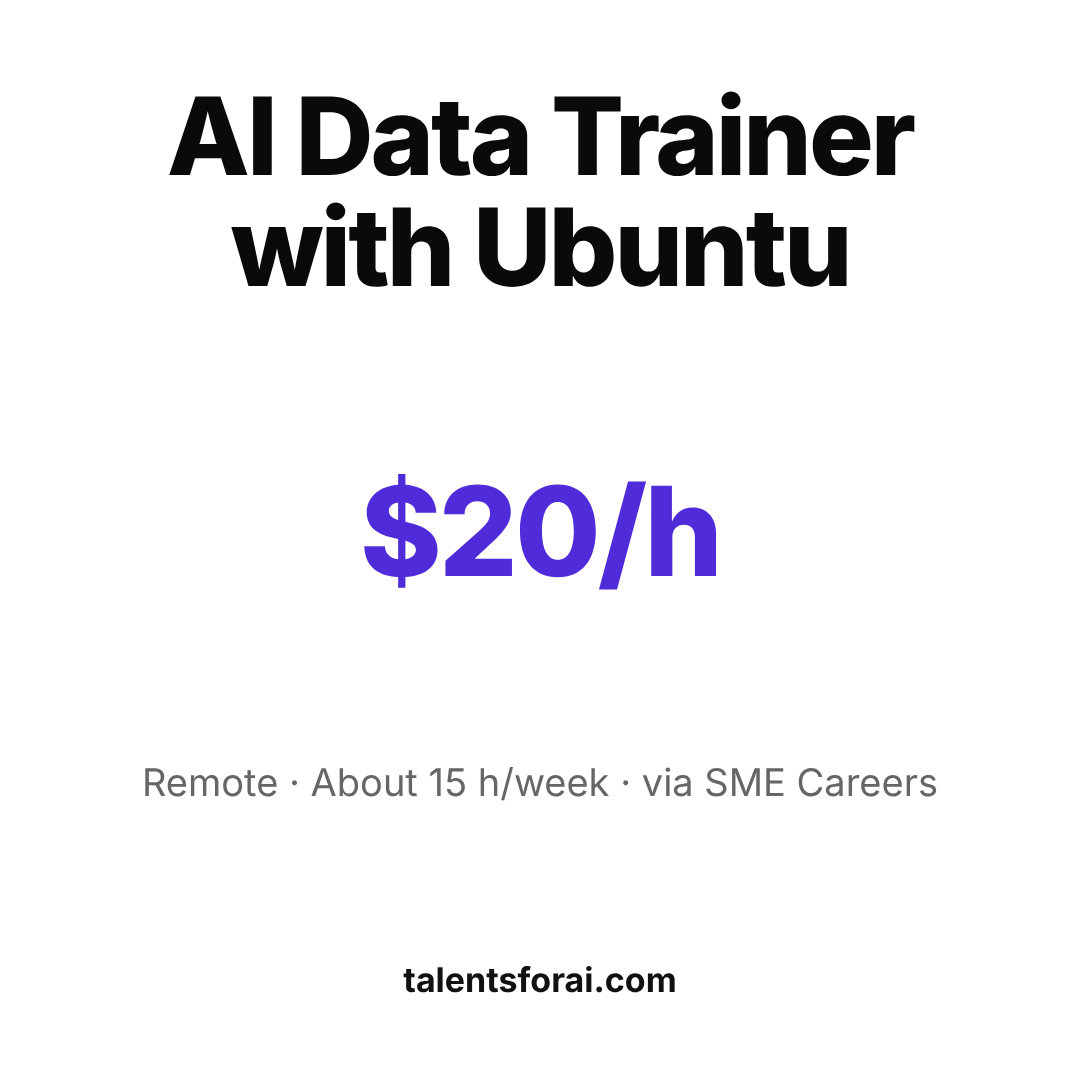 AI Data Trainer
with Ubuntu
$20/h
Remote · About 15 h/week · via SME Careers
talentsforai.com